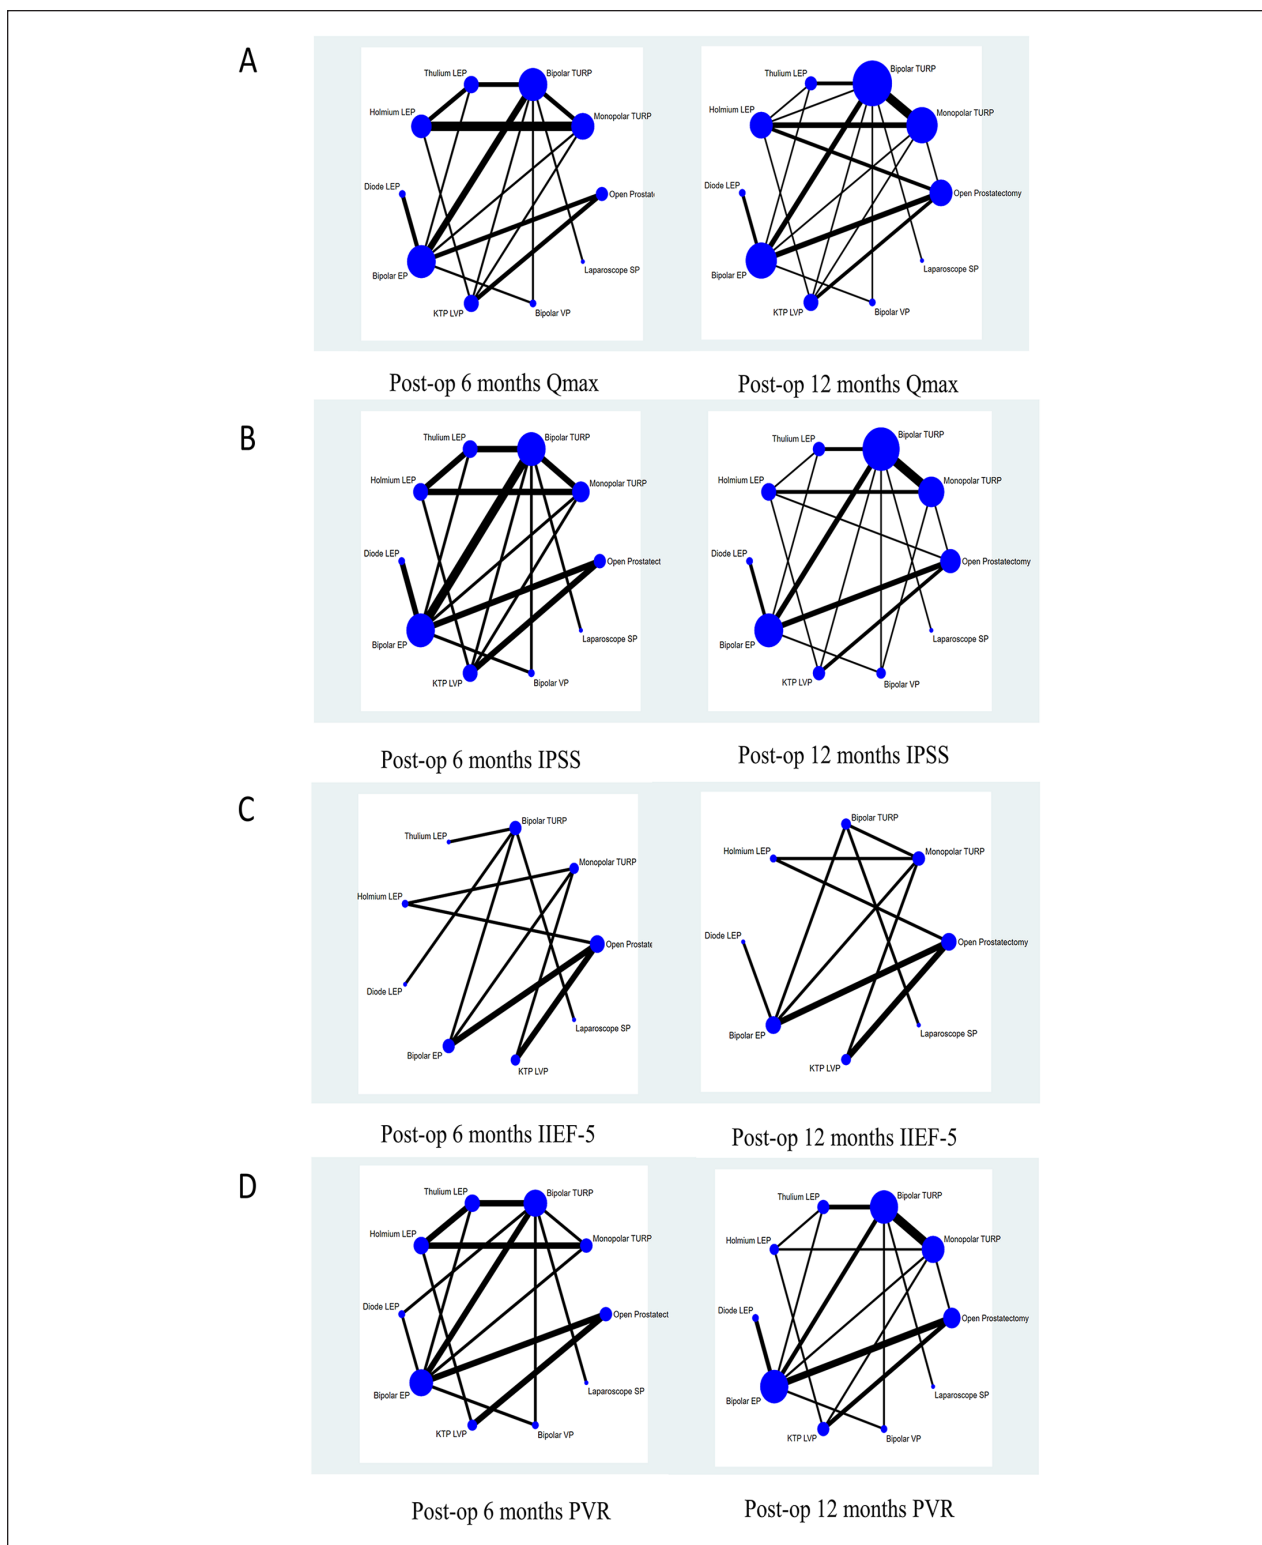 A
Thulium LEP
Bipolar TURP
Holmium LEP
Monopolar TURP
Diode LEP
Open Prostatec
Bipolar EP
Laparoscope SP
KTP LVP
Bipolar VP
Post-op 6 months Qmax
Thulium LEP
Bipolar TURP
Holmium LEP
Monopolar TURP
Diode LEP
Open Prostatectomy
Bipolar EP
Laparoscope SP
KTP LVP
Bipolar VP
Post-op 12 months Qmax
B
Thulium LEP
Bipolar TURP
Holmium LEP
Monopolar TURP
Diode LEP
Open Prostatect
Bipolar EP
Laparoscope SP
KTP LVP
Bipolar VP
Post-op 6 months IPSS
Thulium LEP
Bipolar TURP
Holmium LEP
Monopolar TURP
Diode LEP
Open Prostatectomy
Bipolar EP
Laparoscope SP
KTP LVP
Bipolar VP
Post-op 12 months IPSS
C
Thulium LEP
Bipolar TURP
Holmium LEP
Monopolar TURP
Open Prostate
Diode LEP
Laparoscope SP
Bipolar EP
KTP LVP
Post-op 6 months IIEF-5
Bipolar TURP
Holmium LEP
Monopolar TURP
Diode LEP
Open Prostatectomy
Bipolar EP
Laparoscope SP
KTP LVP
Post-op 12 months IIEF-5
D
Thulium LEP
Bipolar TURP
Holmium LEP
Monopolar TURP
Diode LEP
Open Prostatect
Bipolar EP
Laparoscope SP
KTP LVP
Bipolar VP
Post-op 6 months PVR
Thulium LEP
Bipolar TURP
Holmium LEP
Monopolar TURP
Diode LEP
Open Prostatectomy
Bipolar EP
Laparoscope SP
KTP LVP
Bipolar VP
Post-op 12 months PVR